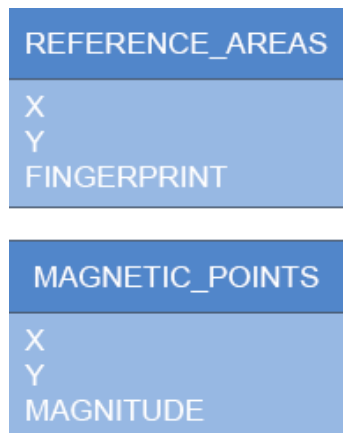 REFERENCE_AREAS
X
Y
FINGERPRINT
MAGNETIC_POINTS
X
Y
MAGNITUDE